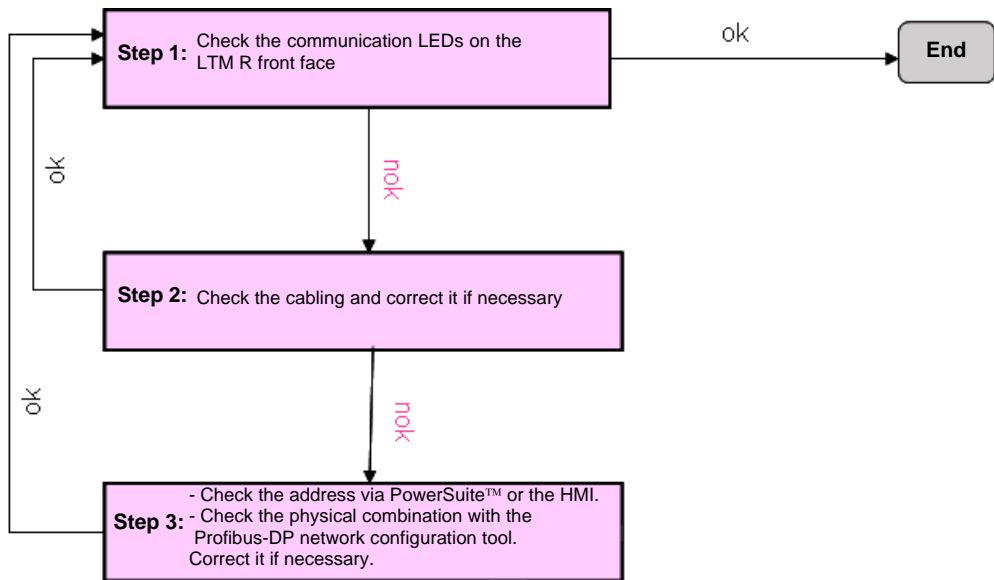 Step 1: Check the communication LEDs on the
LTM R front face
ok
End
nok
ok
Step 2: Check the cabling and correct it if necessary
nok
ok
Step 3:
- Check the address via PowerSuite™ or the HMI.
- Check the physical combination with the
Profibus-DP network configuration tool.
Correct it if necessary.